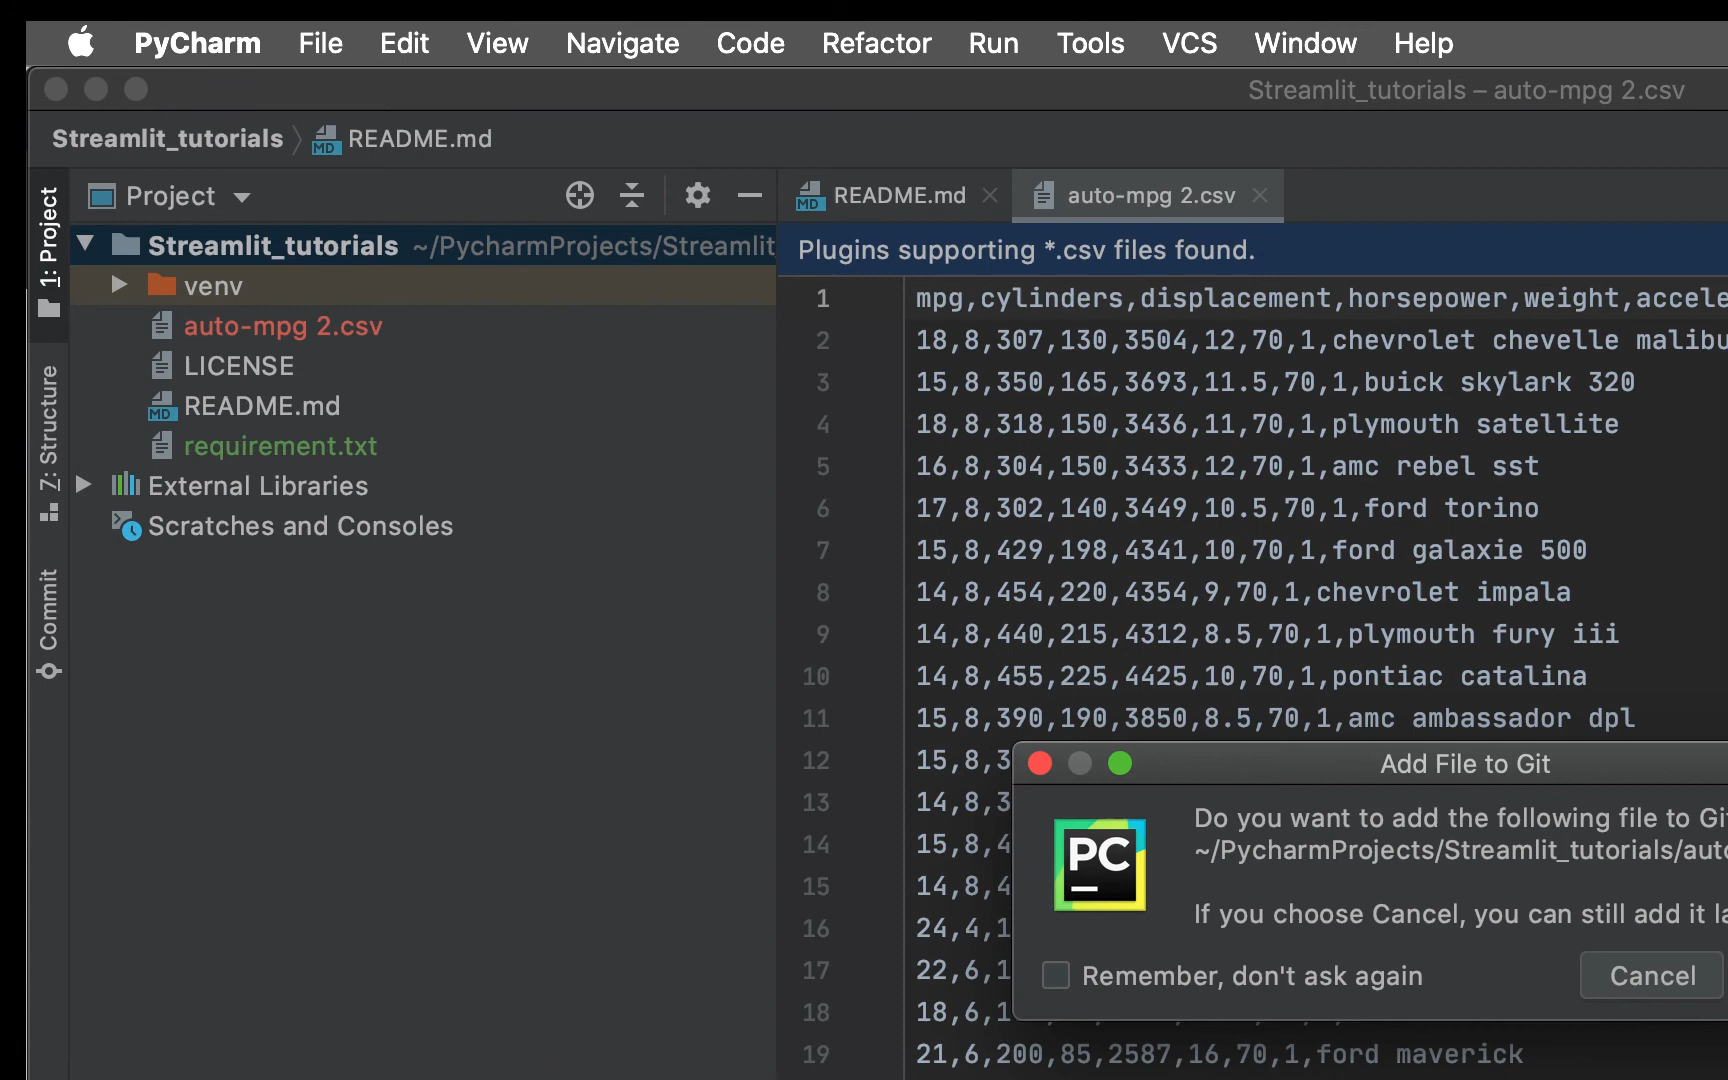 PyCharm File Edit View Navigate Code Refactor Run Tools VCS Window Help
Streamlit_tutorials – auto-mpg 2.csv
Streamlit_tutorials README.md
1: Project
Z: Structure
Commit
Project
Streamlit_tutorials ~/PycharmProjects/Streamlit
venv
auto-mpg 2.csv
LICENSE
README.md
requirement.txt
External Libraries
Scratches and Consoles
README.md auto-mpg 2.csv
Plugins supporting *.csv files found.
1 mpg,cylinders,displacement,horsepower,weight,accele
2 18,8,307,130,3504,12,70,1,chevrolet chevelle malibu
3 15,8,350,165,3693,11.5,70,1,buick skylark 320
4 18,8,318,150,3436,11,70,1,plymouth satellite
5 16,8,304,150,3433,12,70,1,amc rebel sst
6 17,8,302,140,3449,10.5,70,1,ford torino
7 15,8,429,198,4341,10,70,1,ford galaxie 500
8 14,8,454,220,4354,9,70,1,chevrolet impala
9 14,8,440,215,4312,8.5,70,1,plymouth fury iii
10 14,8,455,225,4425,10,70,1,pontiac catalina
11 15,8,390,190,3850,8.5,70,1,amc ambassador dpl
12 15,8,3
13 14,8,3
14 15,8,4
15 14,8,4
16 24,4,1
17 22,6,1
18 18,6,1
19 21,6,200,85,2587,16,70,1,ford maverick
Add File to Git
PC
Do you want to add the following file to Git
~/PycharmProjects/Streamlit_tutorials/auto
If you choose Cancel, you can still add it la
Remember, don't ask again
Cancel